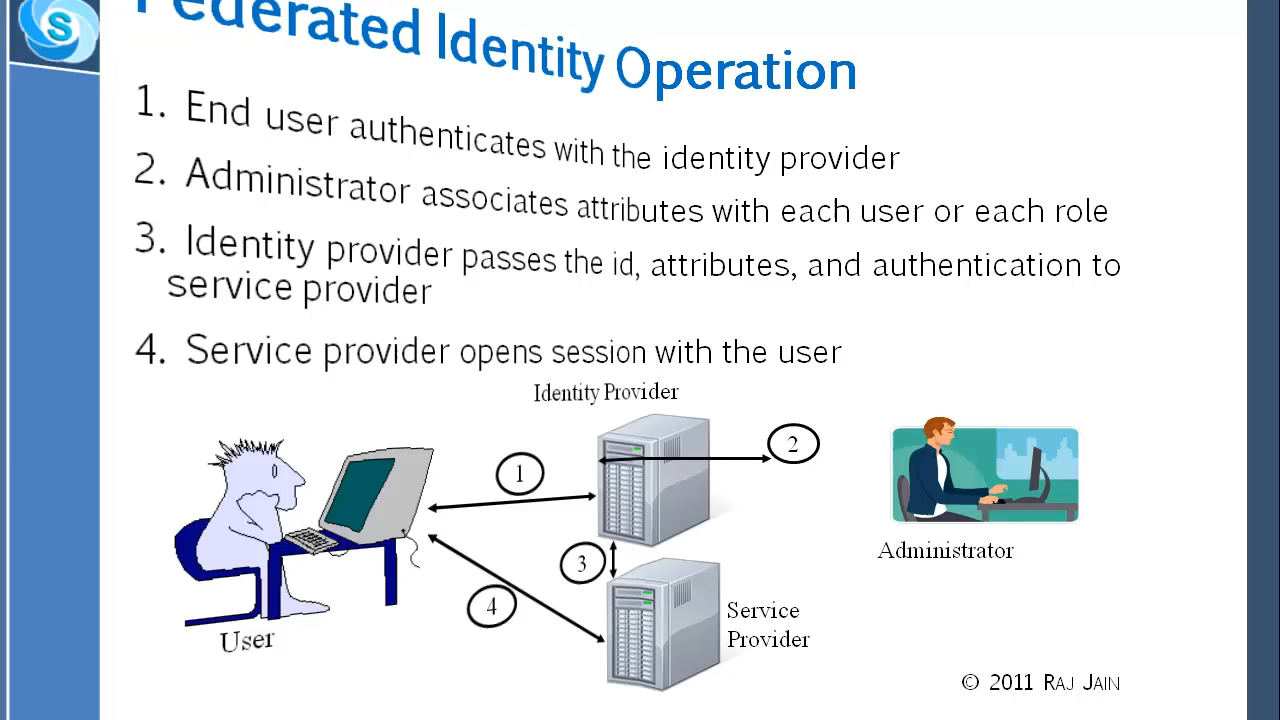 Federated Identity Operation
1. End user authenticates with the identity provider
2. Administrator associates attributes with each user or each role
3. Identity provider passes the id, attributes, and authentication to
service provider
4. Service provider opens session with the user
Identity Provider
2
1
Administrator
3
4
Service
Provider
User
© 2011 RAJ JAIN
S